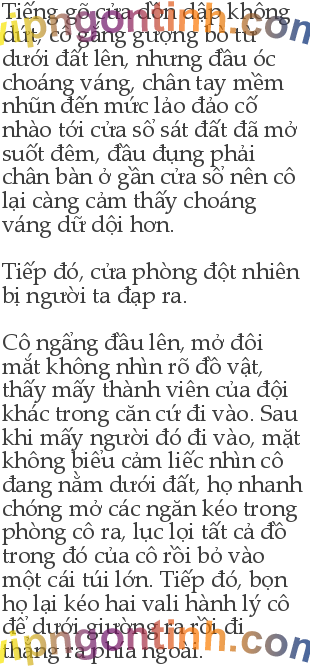 Tiếng gõ cửa dồn dập không
dứt, cô gắng gượng bò từ
dưới đất lên, nhưng đầu óc
choáng váng, chân tay mềm
nhũn đến mức lảo đảo cố
nhào tới cửa sổ sát đất đã mở
suốt đêm, đầu đụng phải
chân bàn ở gần cửa sổ nên cô
lại càng cảm thấy choáng
váng dữ dội hơn.
Tiếp đó, cửa phòng đột nhiên
bị người ta đạp ra.
Cô ngẩng đầu lên, mở đôi
mắt không nhìn rõ đồ vật,
thấy mấy thành viên của đội
khác trong căn cứ đi vào. Sau
khi mấy người đó đi vào, mặt
không biểu cảm liếc nhìn cô
đang nằm dưới đất, họ nhanh
chóng mở các ngăn kéo trong
phòng cô ra, lục lọi tất cả đồ
trong đó của cô rồi bỏ vào
một cái túi lớn. Tiếp đó, bọn
họ lại kéo hai vali hành lý cô
để dưới giường ra rồi đi
thẳng ra phía ngoài.